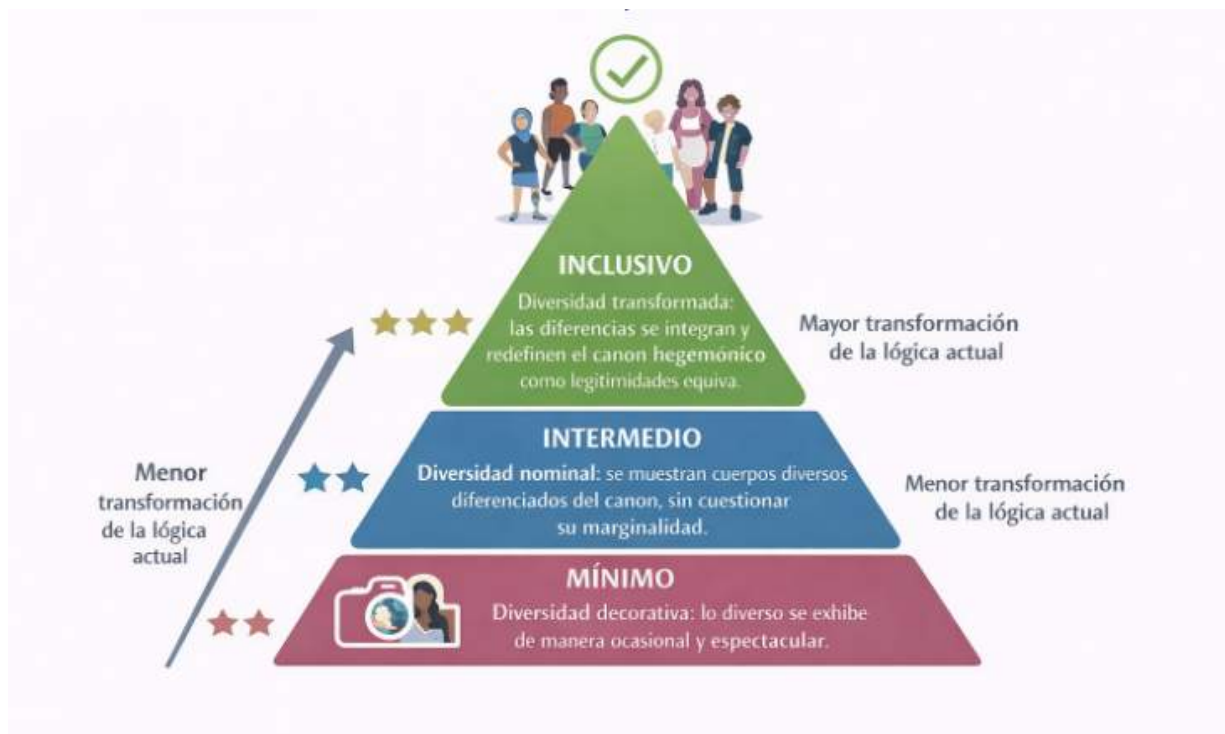 INCLUSIVO
Diversidad transformada:
las diferencias se integran y
redefinen el canon hegemónico
como legitimidades equiva.
Mayor transformación
de la lógica actual
INTERMEDIO
Diversidad nominal: se muestran cuerpos diversos
diferenciados del canon, sin cuestionar
su marginalidad.
Menor
transformación
de la lógica
actual
Menor transformación
de la lógica actual
MÍNIMO
Diversidad decorativa: lo diverso se exhibe
de manera ocasional y espectacular.